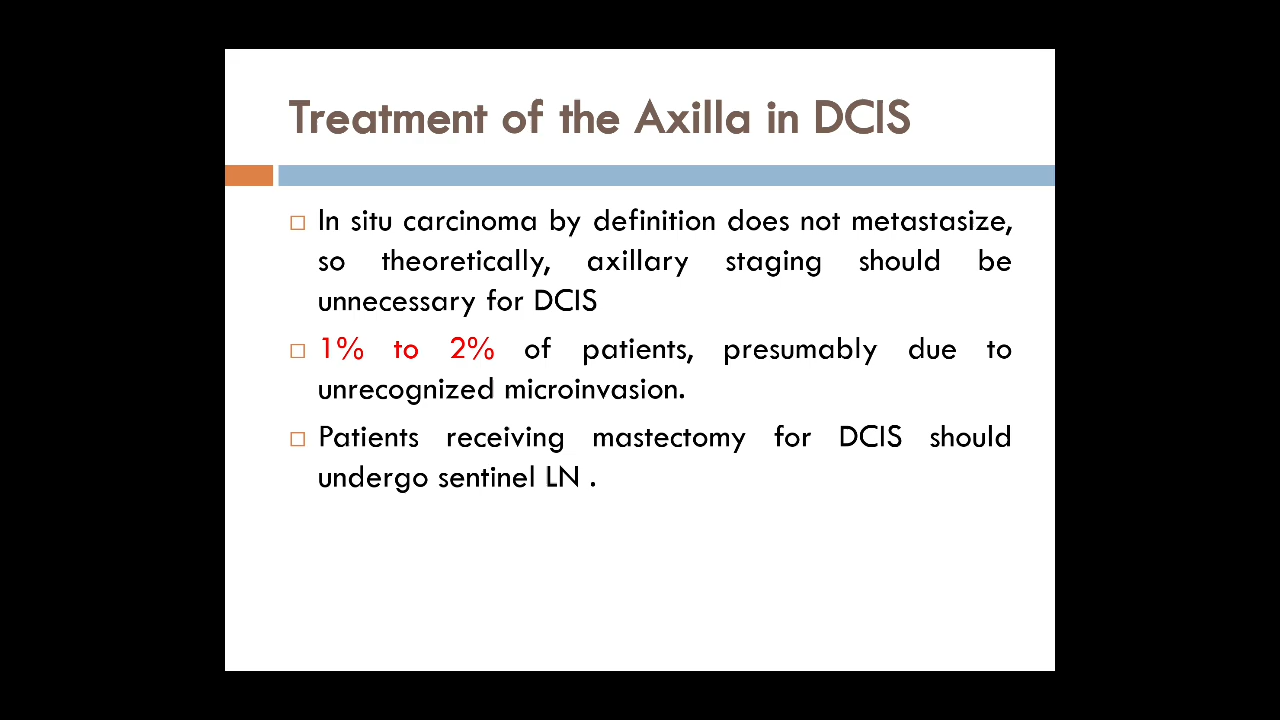 Treatment of the Axilla in DCIS
In situ carcinoma by definition does not metastasize,
so theoretically, axillary staging should be
unnecessary for DCIS
1% to 2% of patients, presumably due to
unrecognized microinvasion.
Patients receiving mastectomy for DCIS should
undergo sentinel LN .